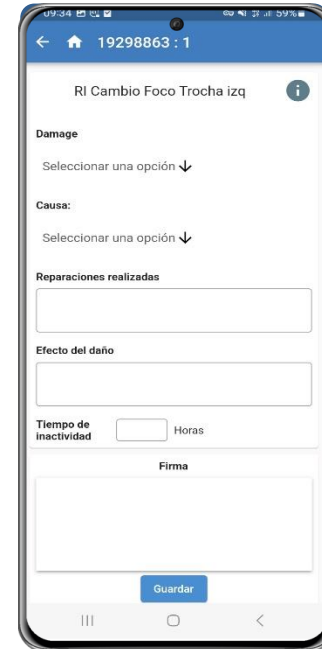 09:34
59%
19298863 : 1
RI Cambio Foco Trocha izq
i
Damage
Seleccionar una opción
Causa:
Seleccionar una opción
Reparaciones realizadas
Efecto del daño
Tiempo de
inactividad
Horas
Firma
Guardar